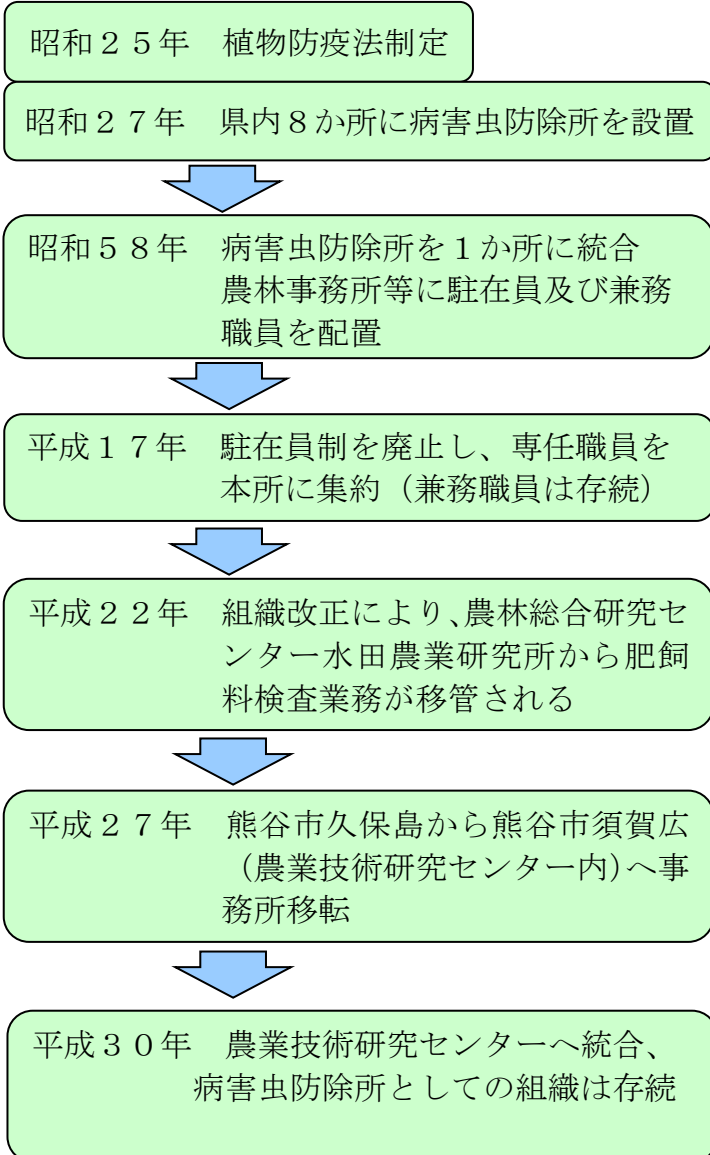 昭和２５年　植物防疫法制定
昭和２７年　県内８か所に病害虫防除所を設置
昭和５８年　病害虫防除所を１か所に統合
農林事務所等に駐在員及び兼務
職員を配置
平成１７年　駐在員制を廃止し、専任職員を
本所に集約（兼務職員は存続）
平成２２年　組織改正により、農林総合研究セ
ンター水田農業研究所から肥飼
料検査業務が移管される
平成２７年　熊谷市久保島から熊谷市須賀広
（農業技術研究センター内）へ事
務所移転
平成３０年　農業技術研究センターへ統合、
病害虫防除所としての組織は存続